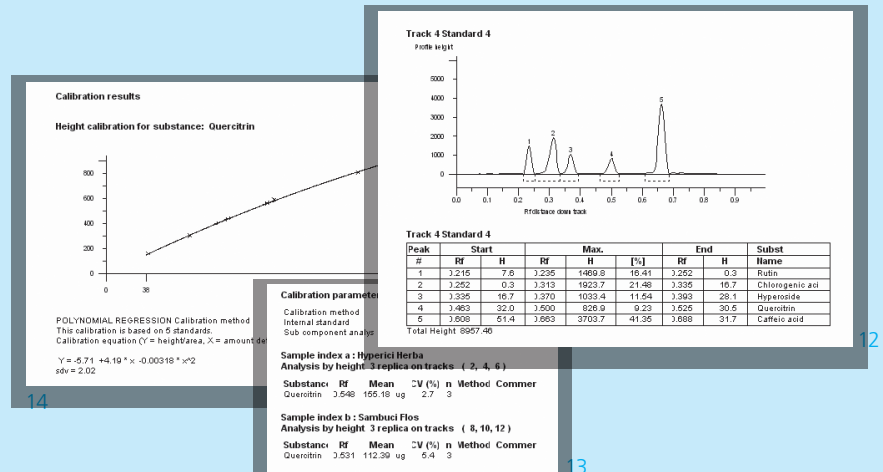 Track 4 Standard 4
Profile height
5000
4000
3000
2000
1000
0
1
2
3
4
5
0.0 0.1 0.2 0.3 0.4 0.5 0.6 0.7 0.8 0.9
Rf distance down track
Track 4 Standard 4
Peak Start Max. End Subst
# Rf H Rf H [%] Rf H Name
1 0.215 7.6 0.235 1469.8 16.41 0.252 0.3 Rutin
2 0.252 0.3 0.313 1923.7 21.48 0.335 16.7 Chlorogenic aci
3 0.335 16.7 0.370 1033.4 11.54 0.393 28.1 Hyperoside
4 0.463 32.0 0.500 826.9 9.23 0.525 30.5 Quercitrin
5 0.608 51.4 0.663 3703.7 41.35 0.688 31.7 Caffeic acid
Total Height 8957.46
12
Calibration results
Height calibration for substance: Quercitrin
800
600
400
200
0
0 38
POLYNOMIAL REGRESSION Calibration method
This calibration is based on 5 standards.
Calibration equation (Y = height/area, X = amount
Y = -5.71 +4.19 * x -0.00318 * x^2
sdv = 2.02
14
Calibration parameter
Calibration method
Internal standard
Sub component analys
Sample index a : Hyperici Herba
Analysis by height 3 replica on tracks ( 2, 4, 6 )
Substance Rf Mean CV (%) n Method Commer
Quercitrin 0.548 155.18 ug 2.7 3
Sample index b : Sambuci Flos
Analysis by height 3 replica on tracks ( 8, 10, 12 )
Substance Rf Mean CV (%) n Method Commer
Quercitrin 0.531 112.39 ug 5.4 3
13